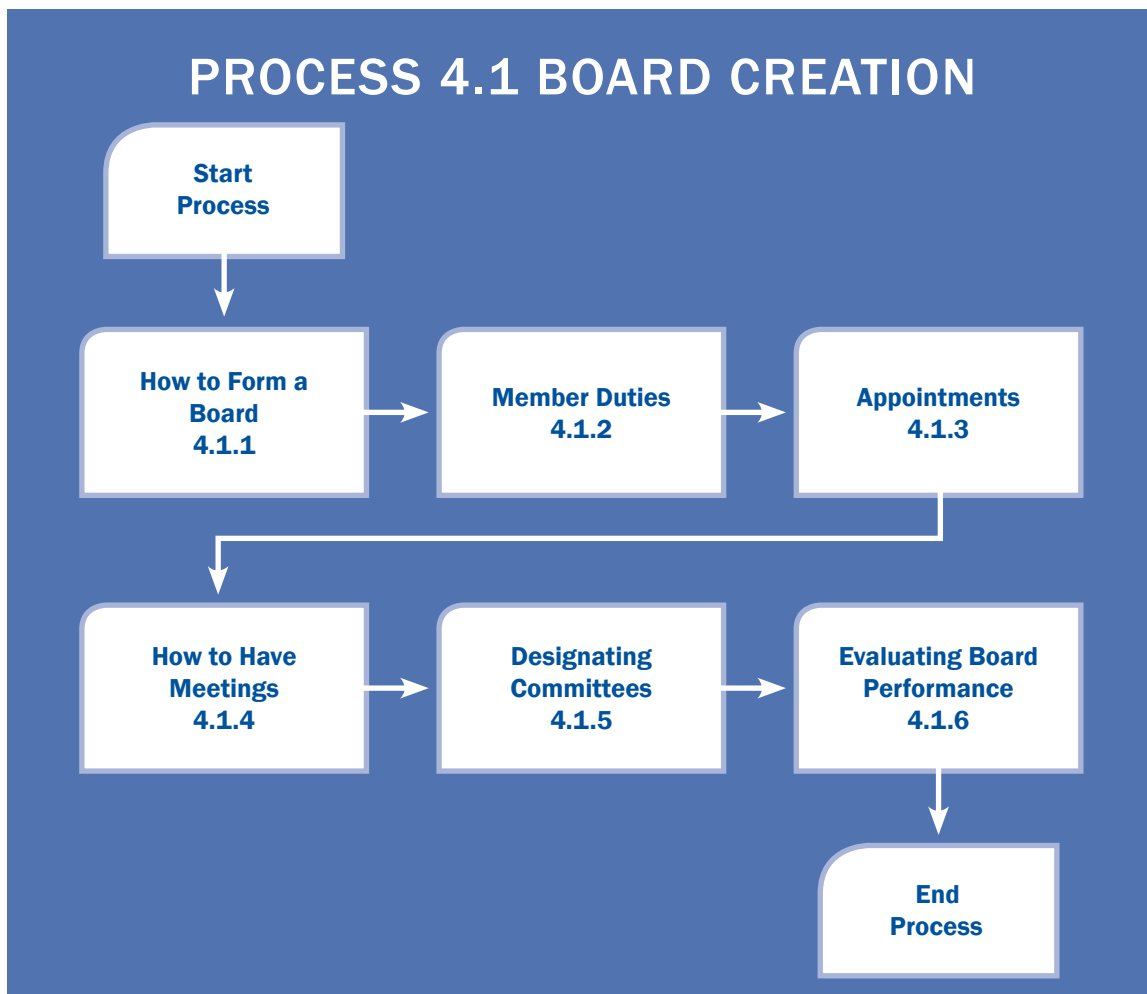 PROCESS 4.1 BOARD CREATION
Start
Process
How to Form a
Board
4.1.1
Member Duties
4.1.2
Appointments
4.1.3
How to Have
Meetings
4.1.4
Designating
Committees
4.1.5
Evaluating Board
Performance
4.1.6
End
Process